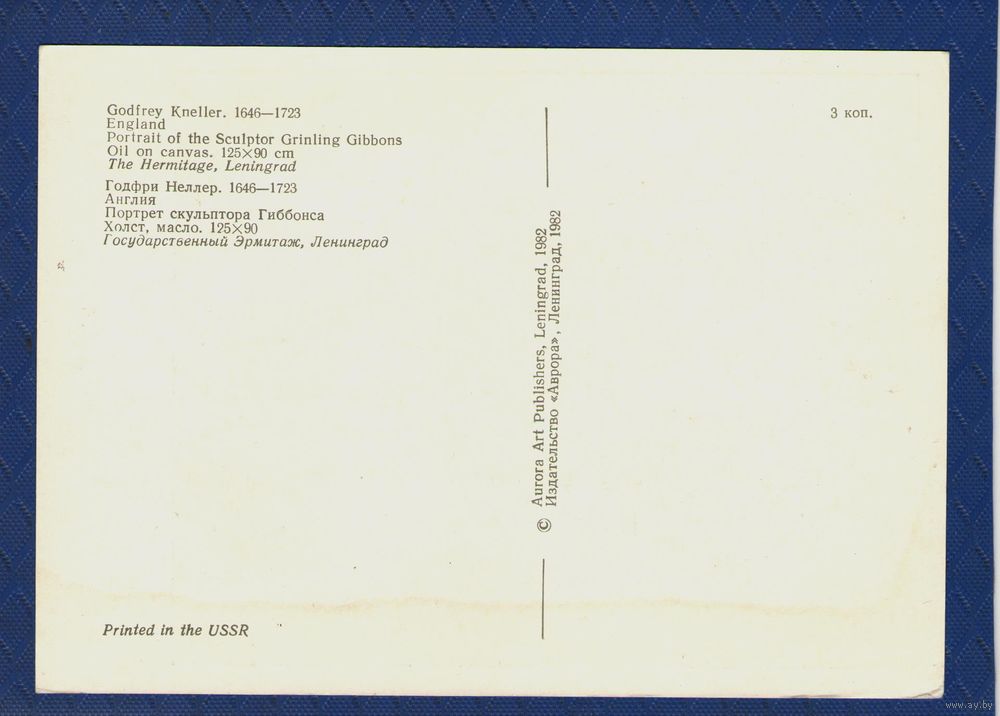 Godfrey Kneller. 1646—1723
England
Portrait of the Sculptor Grinling Gibbons
Oil on canvas. 125×90 cm
The Hermitage, Leningrad
Годфри Неллер. 1646—1723
Англия
Портрет скульптора Гиббонса
Холст, масло. 125×90
Государственный Эрмитаж, Ленинград
Printed in the USSR
© Aurora Art Publishers, Leningrad, 1982
Издательство «Аврора», Ленинград, 1982
3 коп.
www.ay.by